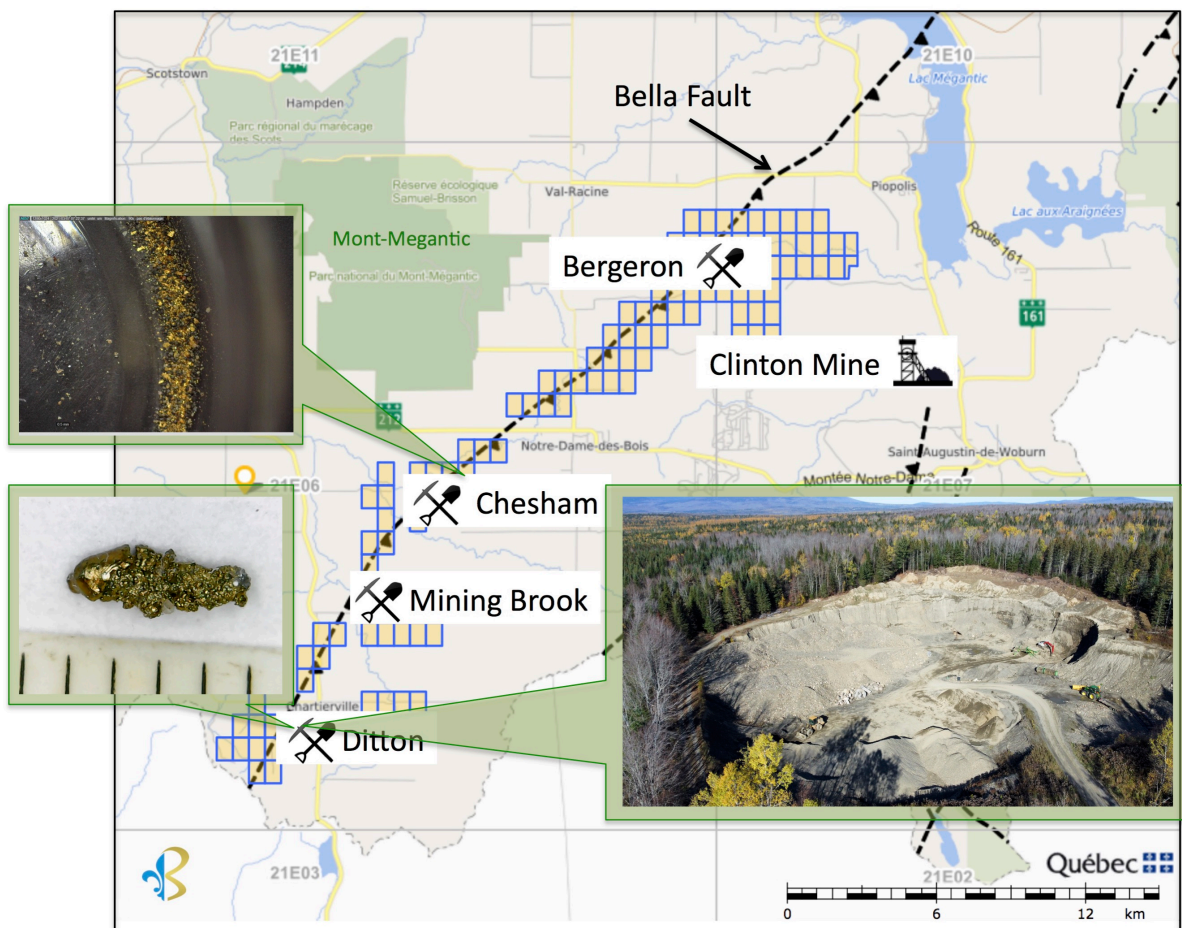 21E11
214
Scotstown
Hampden
Parc régional du marécage
des Scots
Bella Fault
21E10
Lac Mégantic
Réserve écologique
Samuel-Brisson
Val-Racine
Piopolis
Lac aux Araignées
Route 161
Mont-Megantic
Parc national du Mont-Mégantic
Bergeron
161
Clinton Mine
212
Notre-Dame-des-Bois
Saint-Augustin-de-Woburn
Montée Notre-Dama
21E06
21E07
Chesham
Mining Brook
Chartierville
Ditton
21E03
21E02
Québec
0
6
12
km